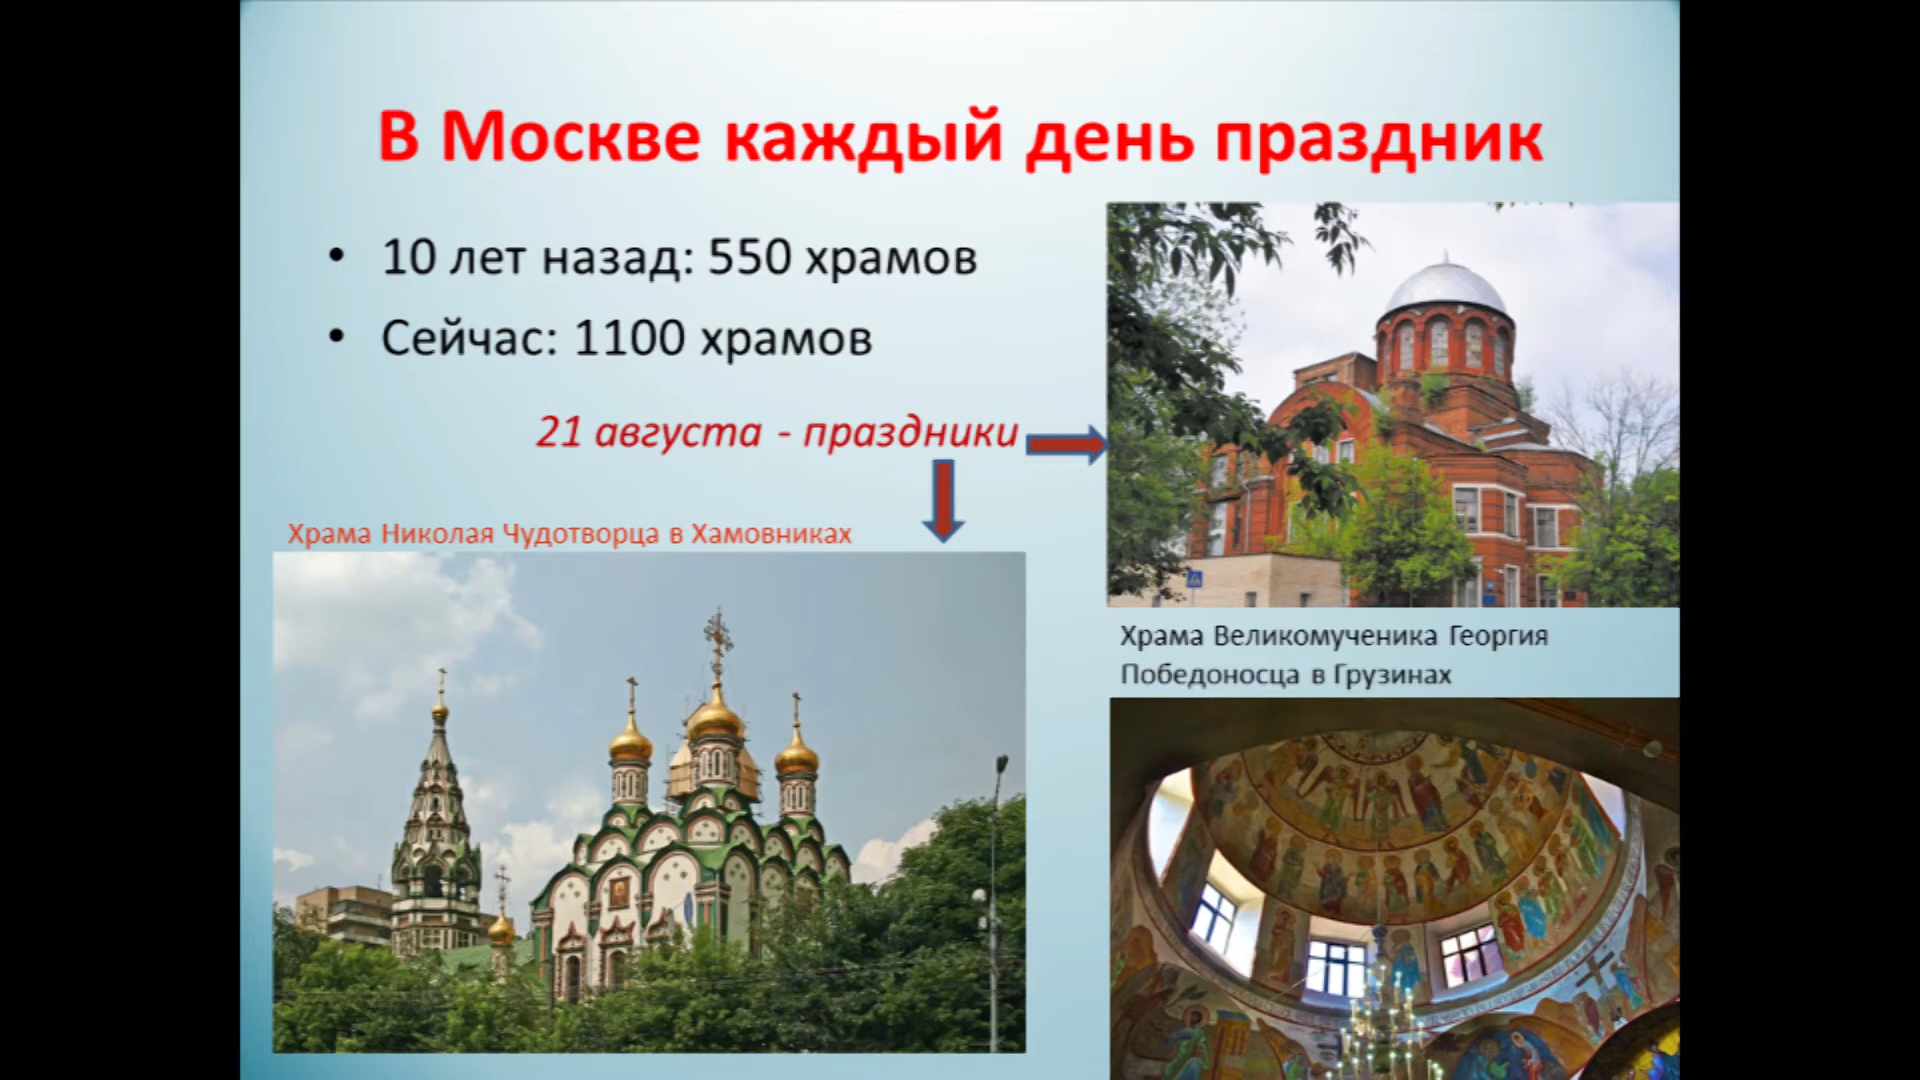 В Москве каждый день праздник
• 10 лет назад: 550 храмов
• Сейчас: 1100 храмов
21 августа - праздники
Храма Николая Чудотворца в Хамовниках
Храма Великомученика Георгия
Победоносца в Грузинах